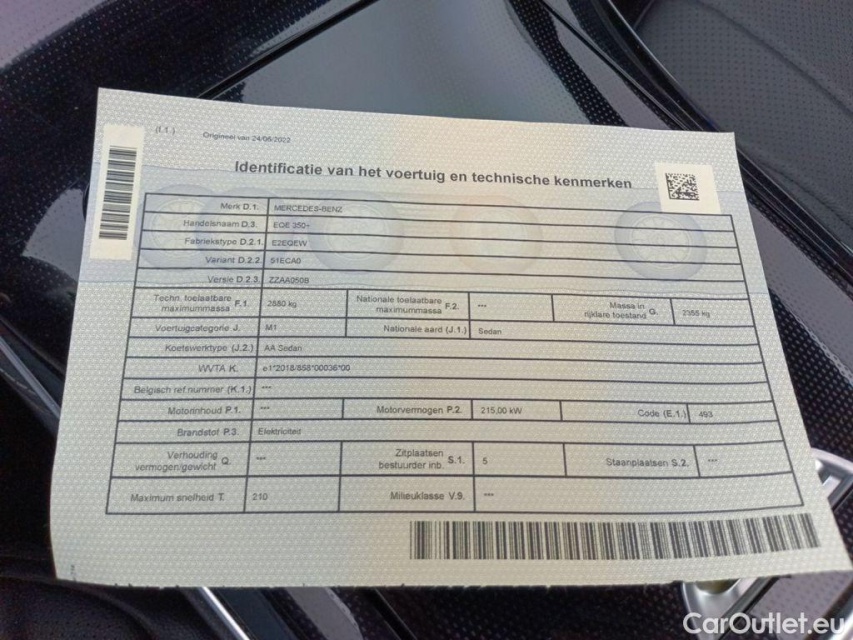 (I.1.) Origineel van 24/08/2022
Identificatie van het voertuig en technische kenmerken
Merk D.1. MERCEDES-BENZ
Handelsnaam D.3. EQE 350+
Fabriekstype D.2.1. E2EQEW
Variant D.2.2. 51ECA0
Versie D.2.3. ZZAA050B
Techn. toelaatbare maximummassa F.1. 2880 kg Nationale toelaatbare maximummassa F.2. --- Massa in rijklare toestand G. 2355 kg
Voertuigcategorie J. M1 Nationale aard (J.1.) Sedan
Koetswerktype (J.2.) AA Sedan
WVTA K. e1*2018/858*00036*00
Belgisch ref.nummer (K.1.) ---
Motorinhoud P.1. --- Motorvermogen P.2. 215,00 kW Code (E.1.) 493
Brandstof P.3. Elektriciteit
Verhouding vermogen/gewicht Q. --- Zitplaatsen bestuurder inb. S.1. 5 Staanplaatsen S.2. ---
Maximum snelheid T. 210 Milieuklasse V.9. ---
CarOutlet.eu